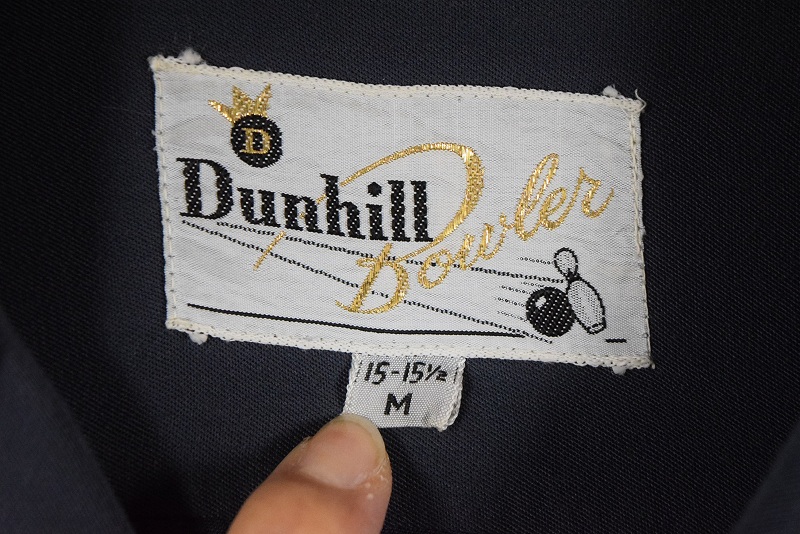 D
Dunhill
Bowler
15-15½
M